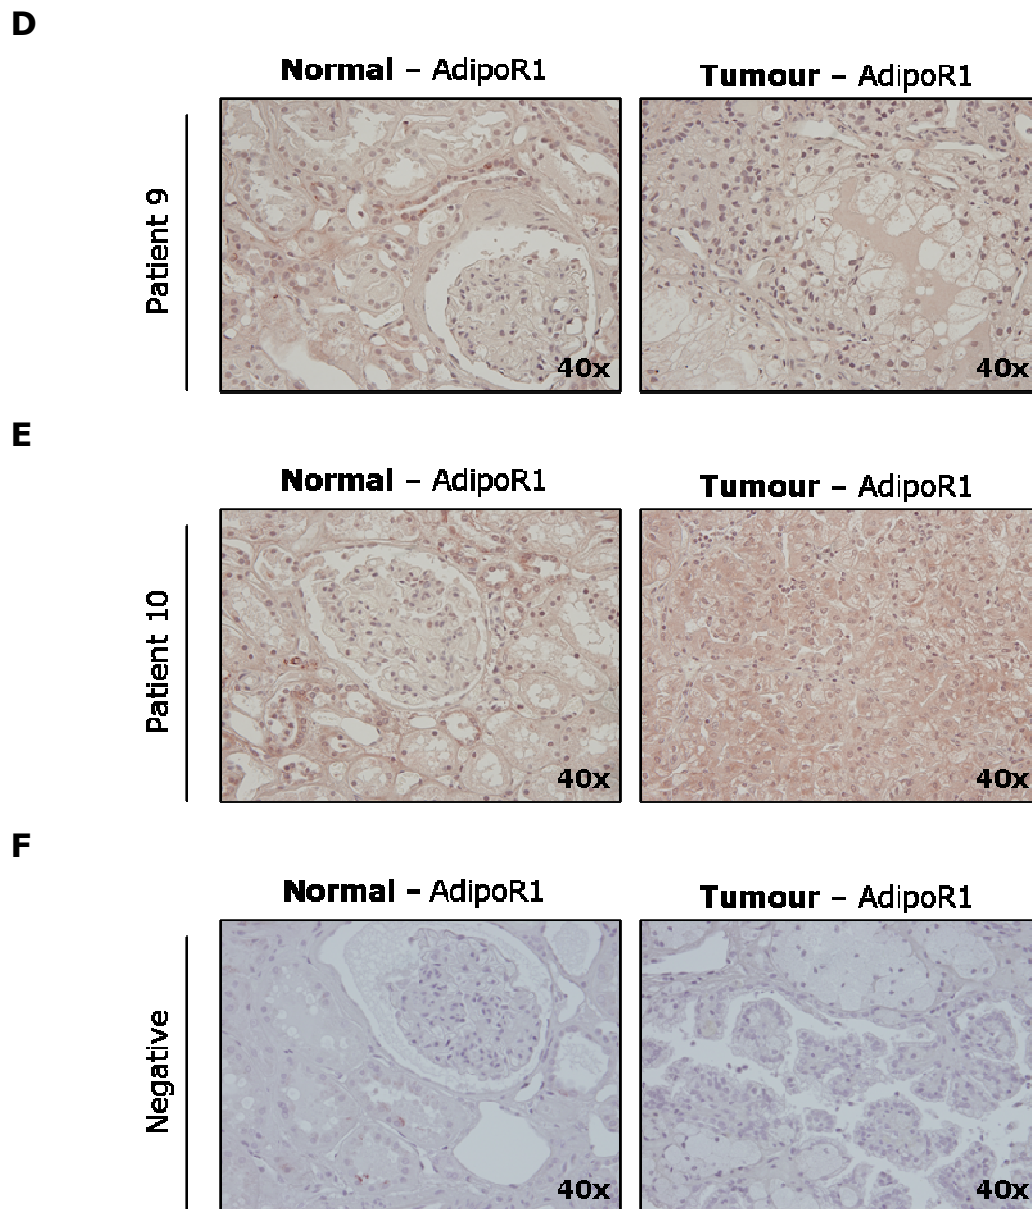 D
Normal – AdipoR1
Tumour – AdipoR1
Patient 9
40x
40x
E
Normal – AdipoR1
Tumour – AdipoR1
Patient 10
40x
40x
F
Normal – AdipoR1
Tumour – AdipoR1
Negative
40x
40x